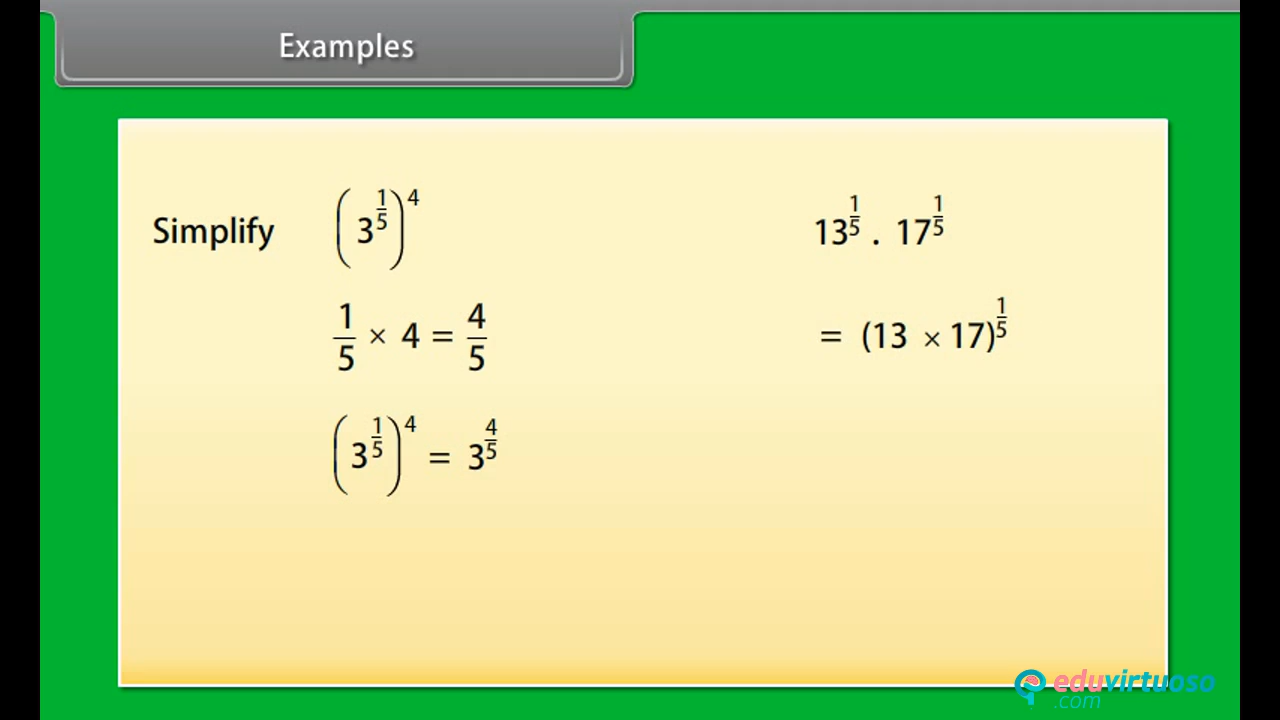 Examples
Simplify (3^(1/5))^4
1/5 × 4 = 4/5
(3^(1/5))^4 = 3^(4/5)
13^(1/5) . 17^(1/5)
= (13 × 17)^(1/5)
eduvirtuoso
.com